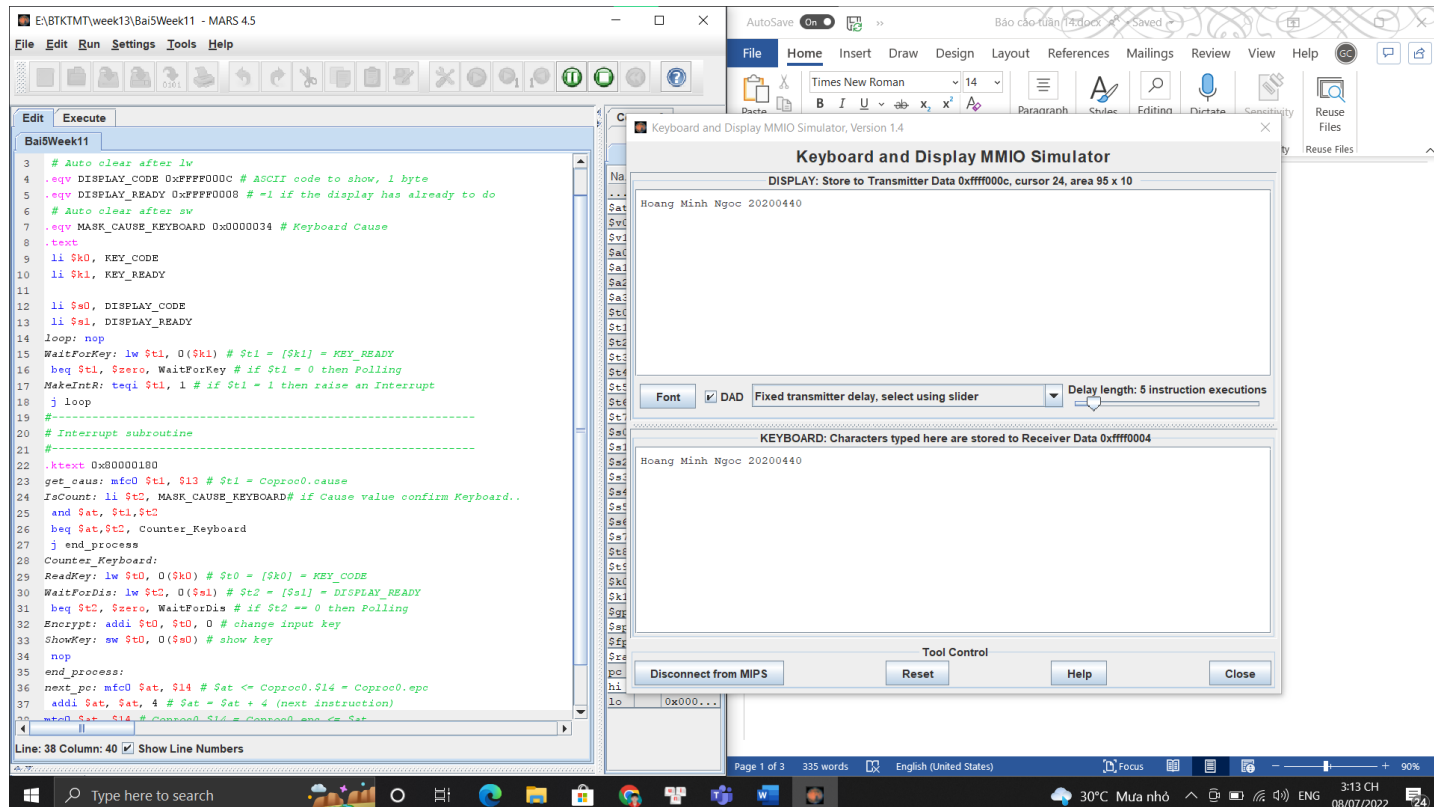 E:\BTKTMT\week13\Bai5Week11 - MARS 4.5
File Edit Run Settings Tools Help
Edit Execute
Bai5Week11
3 # Auto clear after lw
4 .eqv DISPLAY_CODE 0xFFFF000C # ASCII code to show, 1 byte
5 .eqv DISPLAY_READY 0xFFFF0008 # =1 if the display has already to do
6 # Auto clear after sw
7 .eqv MASK_CAUSE_KEYBOARD 0x0000034 # Keyboard Cause
8 .text
9 li $k0, KEY_CODE
10 li $k1, KEY_READY
11
12 li $s0, DISPLAY_CODE
13 li $s1, DISPLAY_READY
14 loop: nop
15 WaitForKey: lw $t1, 0($k1) # $t1 = [$k1] = KEY_READY
16 beq $t1, $zero, WaitForKey # if $t1 = 0 then Polling
17 MakeIntR: teqi $t1, 1 # if $t1 = 1 then raise an Interrupt
18 j loop
19 #---------------------------------------------------------------
20 # Interrupt subroutine
21 #---------------------------------------------------------------
22 .ktext 0x80000180
23 get_caus: mfc0 $t1, $13 # $t1 = Coproc0.cause
24 IsCount: li $t2, MASK_CAUSE_KEYBOARD# if Cause value confirm Keyboard..
25 and $at, $t1,$t2
26 beq $at,$t2, Counter_Keyboard
27 j end_process
28 Counter_Keyboard:
29 ReadKey: lw $t0, 0($k0) # $t0 = [$k0] = KEY_CODE
30 WaitForDis: lw $t2, 0($s1) # $t2 = [$s1] = DISPLAY_READY
31 beq $t2, $zero, WaitForDis # if $t2 == 0 then Polling
32 Encrypt: addi $t0, $t0, 0 # change input key
33 ShowKey: sw $t0, 0($s0) # show key
34 nop
35 end_process:
36 next_pc: mfc0 $at, $14 # $at <= Coproc0.$14 = Coproc0.epc
37 addi $at, $at, 4 # $at = $at + 4 (next instruction)
38 mtc0 $at, $14 # Coproc0.$14 = Coproc0.epc <= $at
Line: 38 Column: 40 Show Line Numbers
pc
hi
lo 0x000...
AutoSave On Báo cáo tuần 14.docx Saved
File Home Insert Draw Design Layout References Mailings Review View Help GC
Times New Roman 14
B I U ab x2 x2 A
Paste Paragraph Styles Editing Dictate Sensitivity Reuse Files
Reuse Files
Keyboard and Display MMIO Simulator, Version 1.4
Keyboard and Display MMIO Simulator
DISPLAY: Store to Transmitter Data 0xffff000c, cursor 24, area 95 x 10
Hoang Minh Ngoc 20200440
Font DAD Fixed transmitter delay, select using slider Delay length: 5 instruction executions
KEYBOARD: Characters typed here are stored to Receiver Data 0xffff0004
Hoang Minh Ngoc 20200440
Tool Control
Disconnect from MIPS Reset Help Close
Page 1 of 3 335 words English (United States) Focus 90%
Type here to search 30°C Mưa nhỏ ENG 3:13 CH
08/07/2022 24